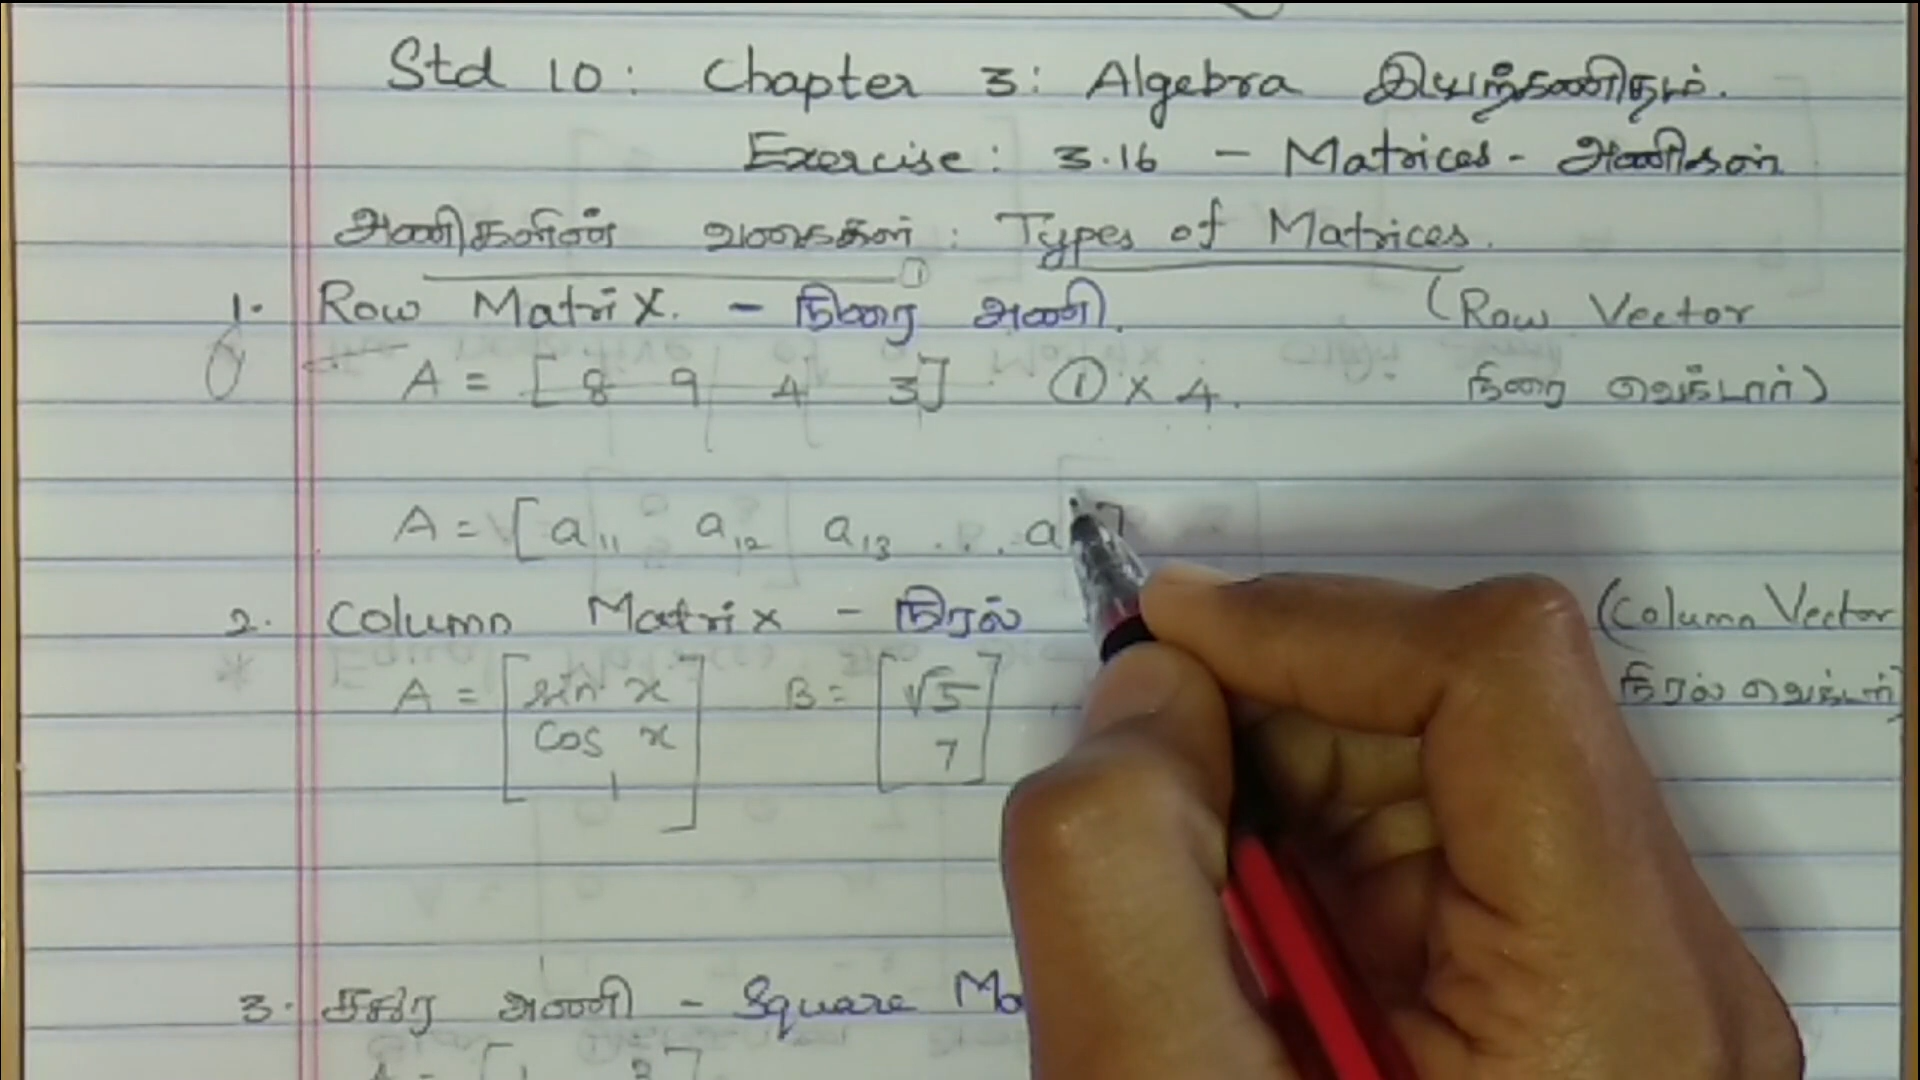 Std 10: Chapter 3: Algebra இயற்கணிதம்.
Exercise: 3.16 - Matrices - அணிகள்
அணிகளின் வகைகள்: Types of Matrices.
1. Row Matrix. - நிரை அணி. (Row Vector
A = [ 8 9 4 3 ] ① × 4. நிரை வெக்டார்)
A = [ a₁₁ a₁₂ a₁₃ . . . a ]
2. Column Matrix - நிரல் (Column Vector
A = [ sin x B = [ √5 நிரல் வெக்டர்)
cos x 7 ]
1 ]
3. சதுர அணி - Square Ma